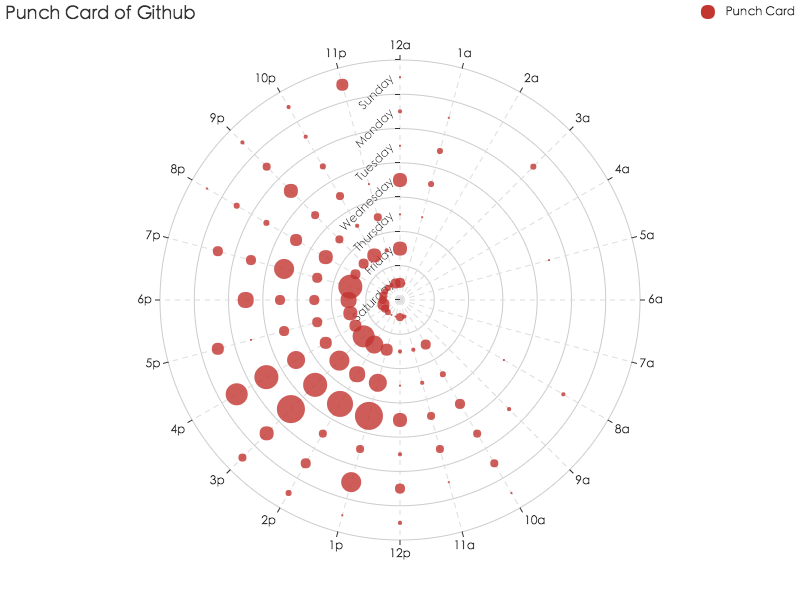 Punch Card of Github
Punch Card
12a
1a
2a
3a
4a
5a
6a
7a
8a
9a
10a
11a
12p
1p
2p
3p
4p
5p
6p
7p
8p
9p
10p
11p
Sunday
Monday
Tuesday
Wednesday
Thursday
Friday
Saturday